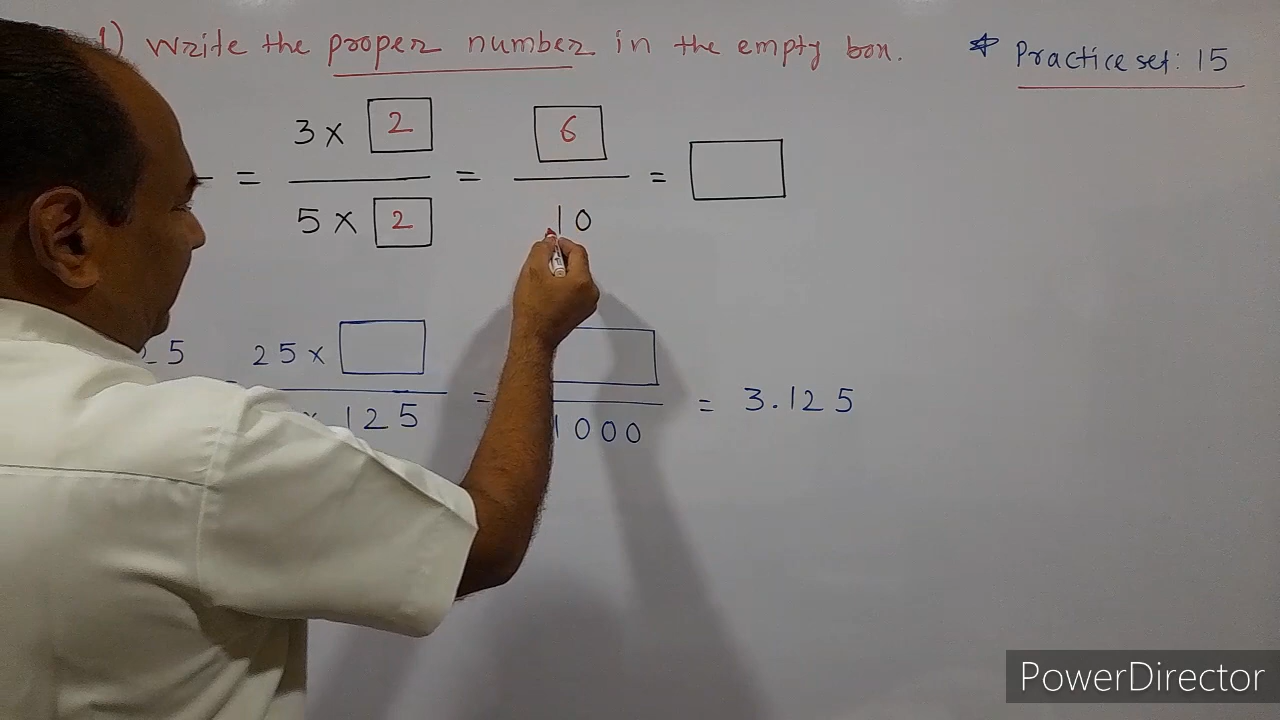 1) Write the proper number in the empty box.
* Practice set: 15
= 3 x 2 / 5 x 2 = 6 / 10 =
25 25 x / x 125 = / 1000 = 3.125
PowerDirector